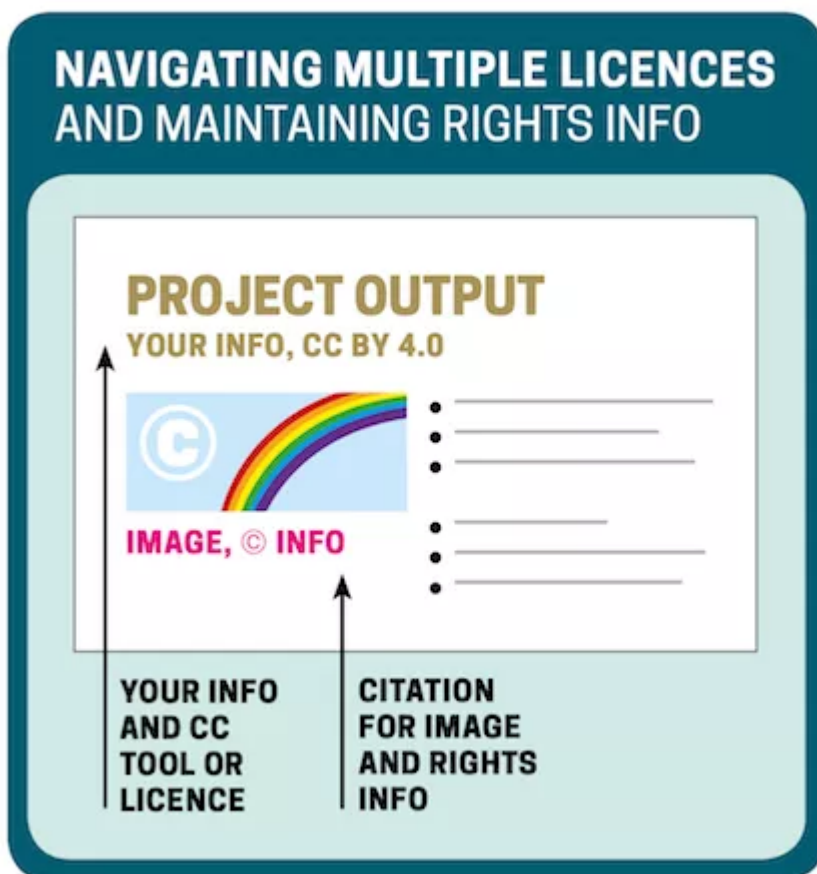 NAVIGATING MULTIPLE LICENCES
AND MAINTAINING RIGHTS INFO
PROJECT OUTPUT
YOUR INFO, CC BY 4.0
©
IMAGE, © INFO
YOUR INFO
AND CC
TOOL OR
LICENCE
CITATION
FOR IMAGE
AND RIGHTS
INFO